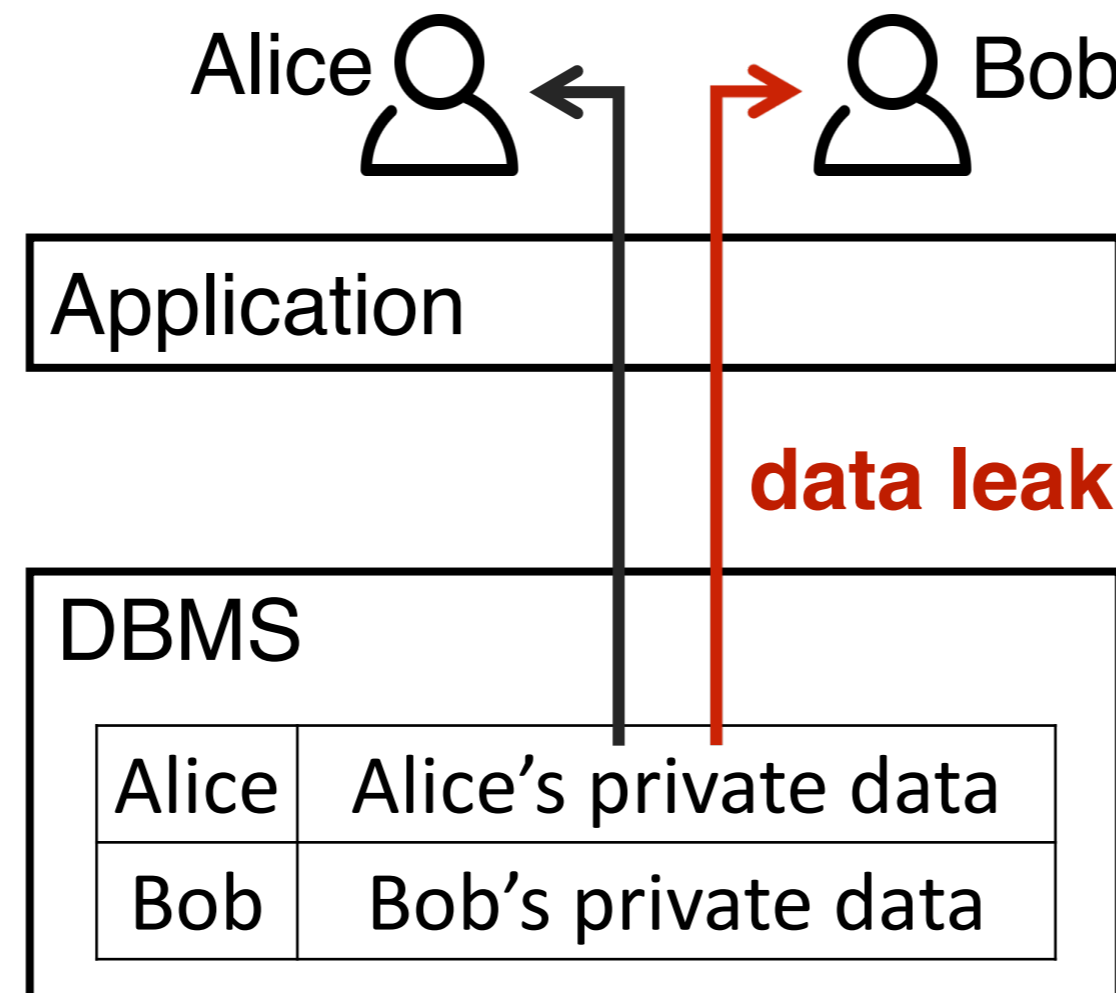 Alice
Bob
Application
data leak
DBMS
Alice Alice’s private data
Bob Bob’s private data